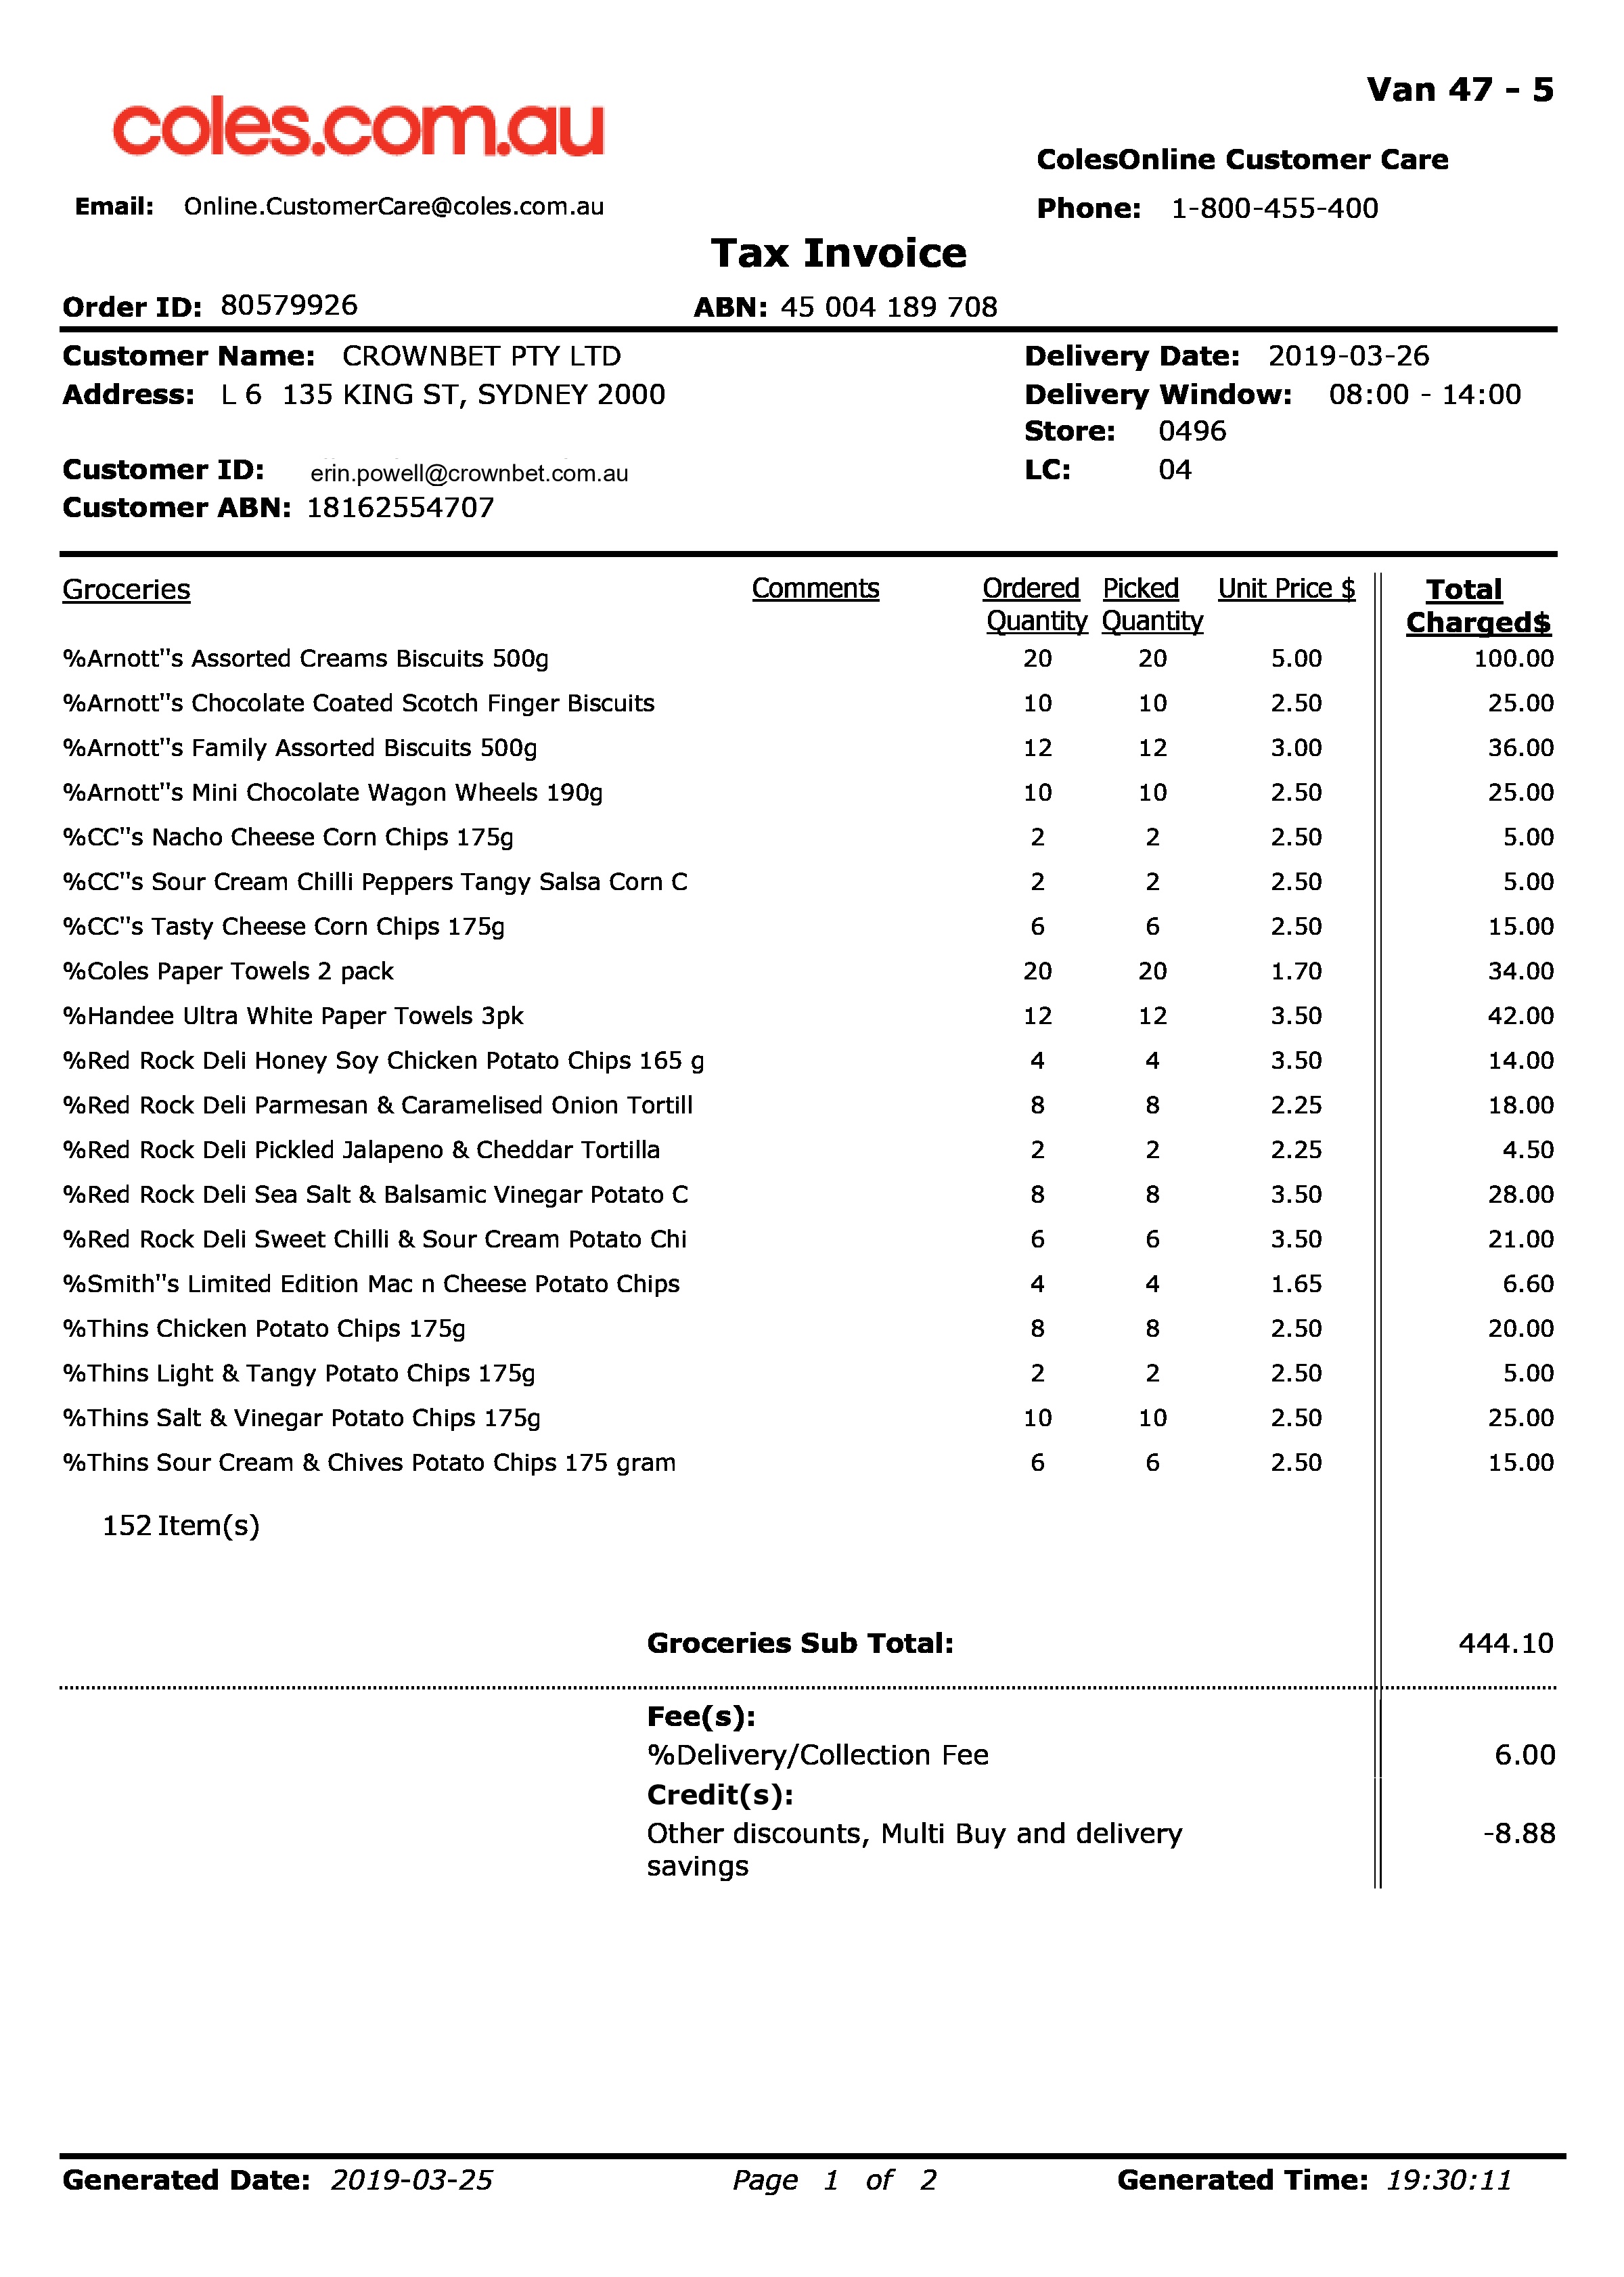 Van 47 - 5
coles.com.au
ColesOnline Customer Care
Email: Online.CustomerCare@coles.com.au
Phone: 1-800-455-400
Tax Invoice
Order ID: 80579926 ABN: 45 004 189 708
Customer Name: CROWNBET PTY LTD Delivery Date: 2019-03-26
Address: L 6 135 KING ST, SYDNEY 2000 Delivery Window: 08:00 - 14:00
Store: 0496
Customer ID: erin.powell@crownbet.com.au LC: 04
Customer ABN: 18162554707
Groceries Comments Ordered Quantity Picked Quantity Unit Price $ Total Charged$
%Arnott"s Assorted Creams Biscuits 500g 20 20 5.00 100.00
%Arnott"s Chocolate Coated Scotch Finger Biscuits 10 10 2.50 25.00
%Arnott"s Family Assorted Biscuits 500g 12 12 3.00 36.00
%Arnott"s Mini Chocolate Wagon Wheels 190g 10 10 2.50 25.00
%CC"s Nacho Cheese Corn Chips 175g 2 2 2.50 5.00
%CC"s Sour Cream Chilli Peppers Tangy Salsa Corn C 2 2 2.50 5.00
%CC"s Tasty Cheese Corn Chips 175g 6 6 2.50 15.00
%Coles Paper Towels 2 pack 20 20 1.70 34.00
%Handee Ultra White Paper Towels 3pk 12 12 3.50 42.00
%Red Rock Deli Honey Soy Chicken Potato Chips 165 g 4 4 3.50 14.00
%Red Rock Deli Parmesan & Caramelised Onion Tortill 8 8 2.25 18.00
%Red Rock Deli Pickled Jalapeno & Cheddar Tortilla 2 2 2.25 4.50
%Red Rock Deli Sea Salt & Balsamic Vinegar Potato C 8 8 3.50 28.00
%Red Rock Deli Sweet Chilli & Sour Cream Potato Chi 6 6 3.50 21.00
%Smith"s Limited Edition Mac n Cheese Potato Chips 4 4 1.65 6.60
%Thins Chicken Potato Chips 175g 8 8 2.50 20.00
%Thins Light & Tangy Potato Chips 175g 2 2 2.50 5.00
%Thins Salt & Vinegar Potato Chips 175g 10 10 2.50 25.00
%Thins Sour Cream & Chives Potato Chips 175 gram 6 6 2.50 15.00
152 Item(s)
Groceries Sub Total: 444.10
Fee(s):
%Delivery/Collection Fee 6.00
Credit(s):
Other discounts, Multi Buy and delivery -8.88
savings
Generated Date: 2019-03-25 Page 1 of 2 Generated Time: 19:30:11